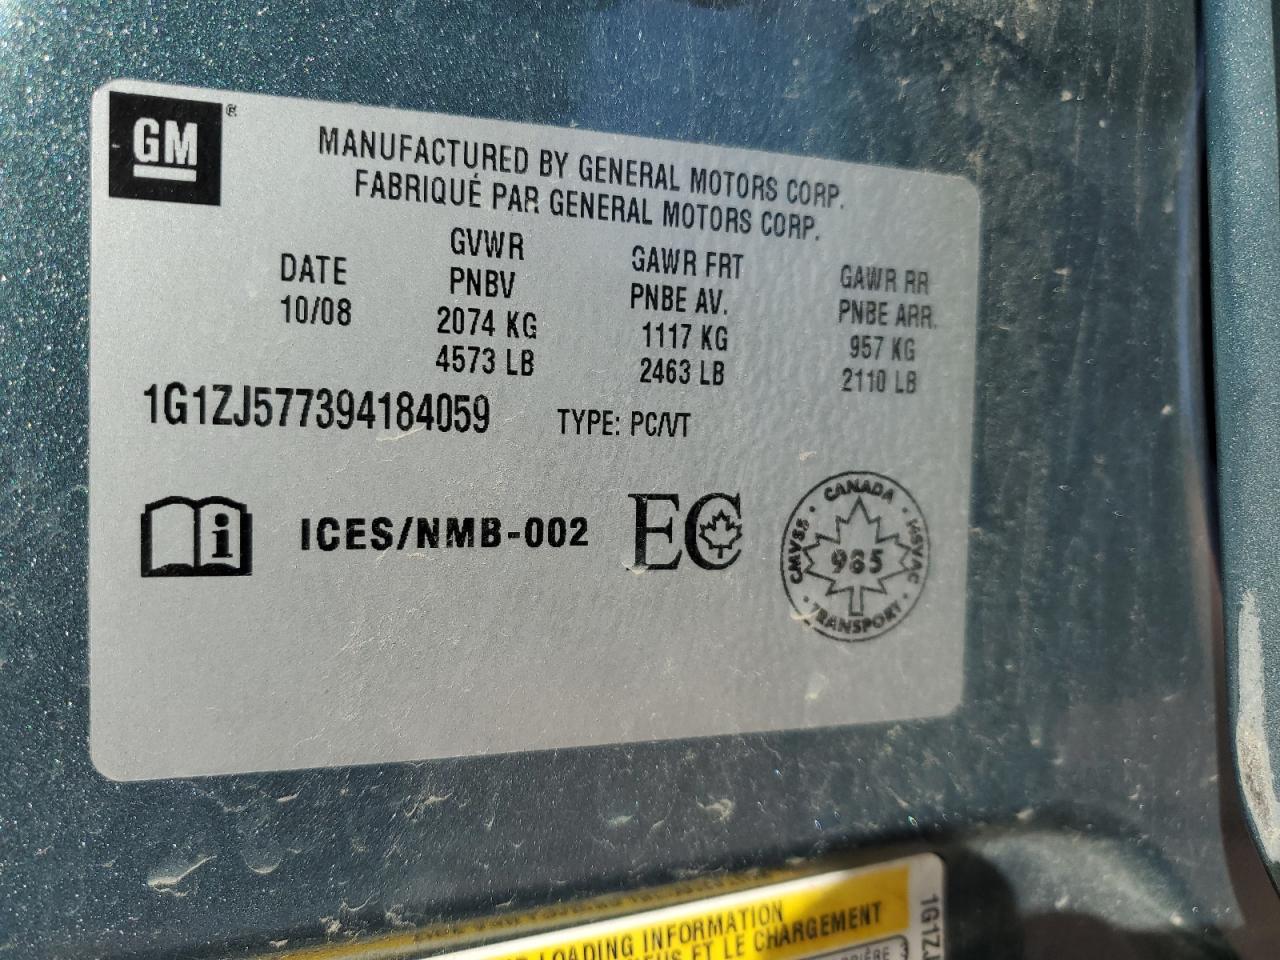 GM®
MANUFACTURED BY GENERAL MOTORS CORP.
FABRIQUÉ PAR GENERAL MOTORS CORP.
DATE
10/08
GVWR
PNBV
2074 KG
4573 LB
GAWR FRT
PNBE AV.
1117 KG
2463 LB
GAWR RR
PNBE ARR.
957 KG
2110 LB
1G1ZJ577394184059 TYPE: PC/VT
i ICES/NMB-002 EC
CANADA
CMVSS · NSVAC
985
TRANSPORT
LOADING INFORMATION
ET LE CHARGEMENT
1G1ZJ